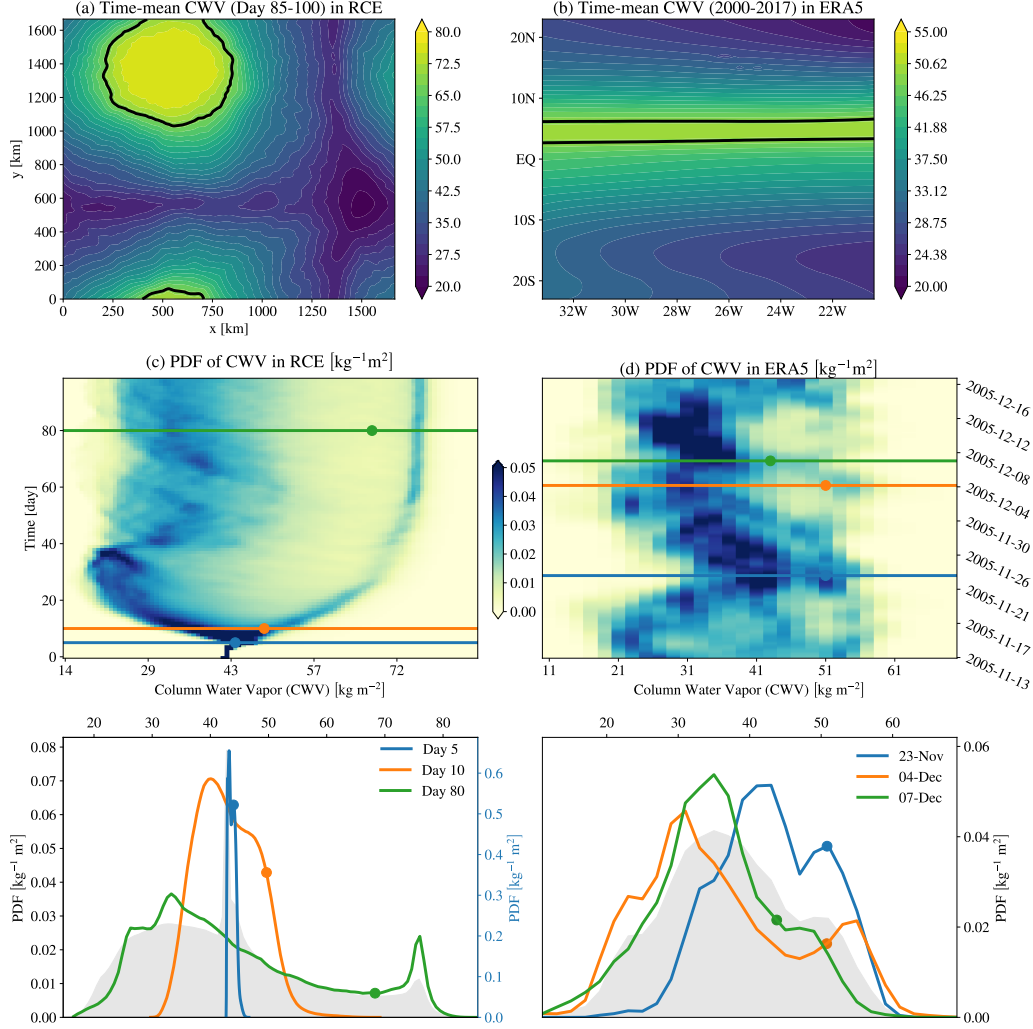 (a) Time-mean CWV (Day 85-100) in RCE
(b) Time-mean CWV (2000-2017) in ERA5
1600
1400
1200
1000
800
600
400
200
0
y [km]
0 250 500 750 1000 1250 1500
x [km]
80.0
72.5
65.0
57.5
50.0
42.5
35.0
27.5
20.0
20N
10N
EQ
10S
20S
32W 30W 28W 26W 24W 22W
55.00
50.62
46.25
41.88
37.50
33.12
28.75
24.38
20.00
(c) PDF of CWV in RCE [kg⁻¹m²]
(d) PDF of CWV in ERA5 [kg⁻¹m²]
80
60
40
20
0
Time [day]
14 29 43 57 72
Column Water Vapor (CWV) [kg m⁻²]
0.05
0.04
0.03
0.02
0.01
0.00
2005-12-16
2005-12-12
2005-12-08
2005-12-04
2005-11-30
2005-11-26
2005-11-21
2005-11-17
2005-11-13
11 21 31 41 51 61
Column Water Vapor (CWV) [kg m⁻²]
20 30 40 50 60 70 80
0.08
0.07
0.06
0.05
0.04
0.03
0.02
0.01
0.00
PDF [kg⁻¹ m²]
Day 5
Day 10
Day 80
0.6
0.5
0.4
0.3
0.2
0.1
0.0
PDF [kg⁻¹ m²]
20 30 40 50 60
23-Nov
04-Dec
07-Dec
0.06
0.04
0.02
0.00
PDF [kg⁻¹ m²]